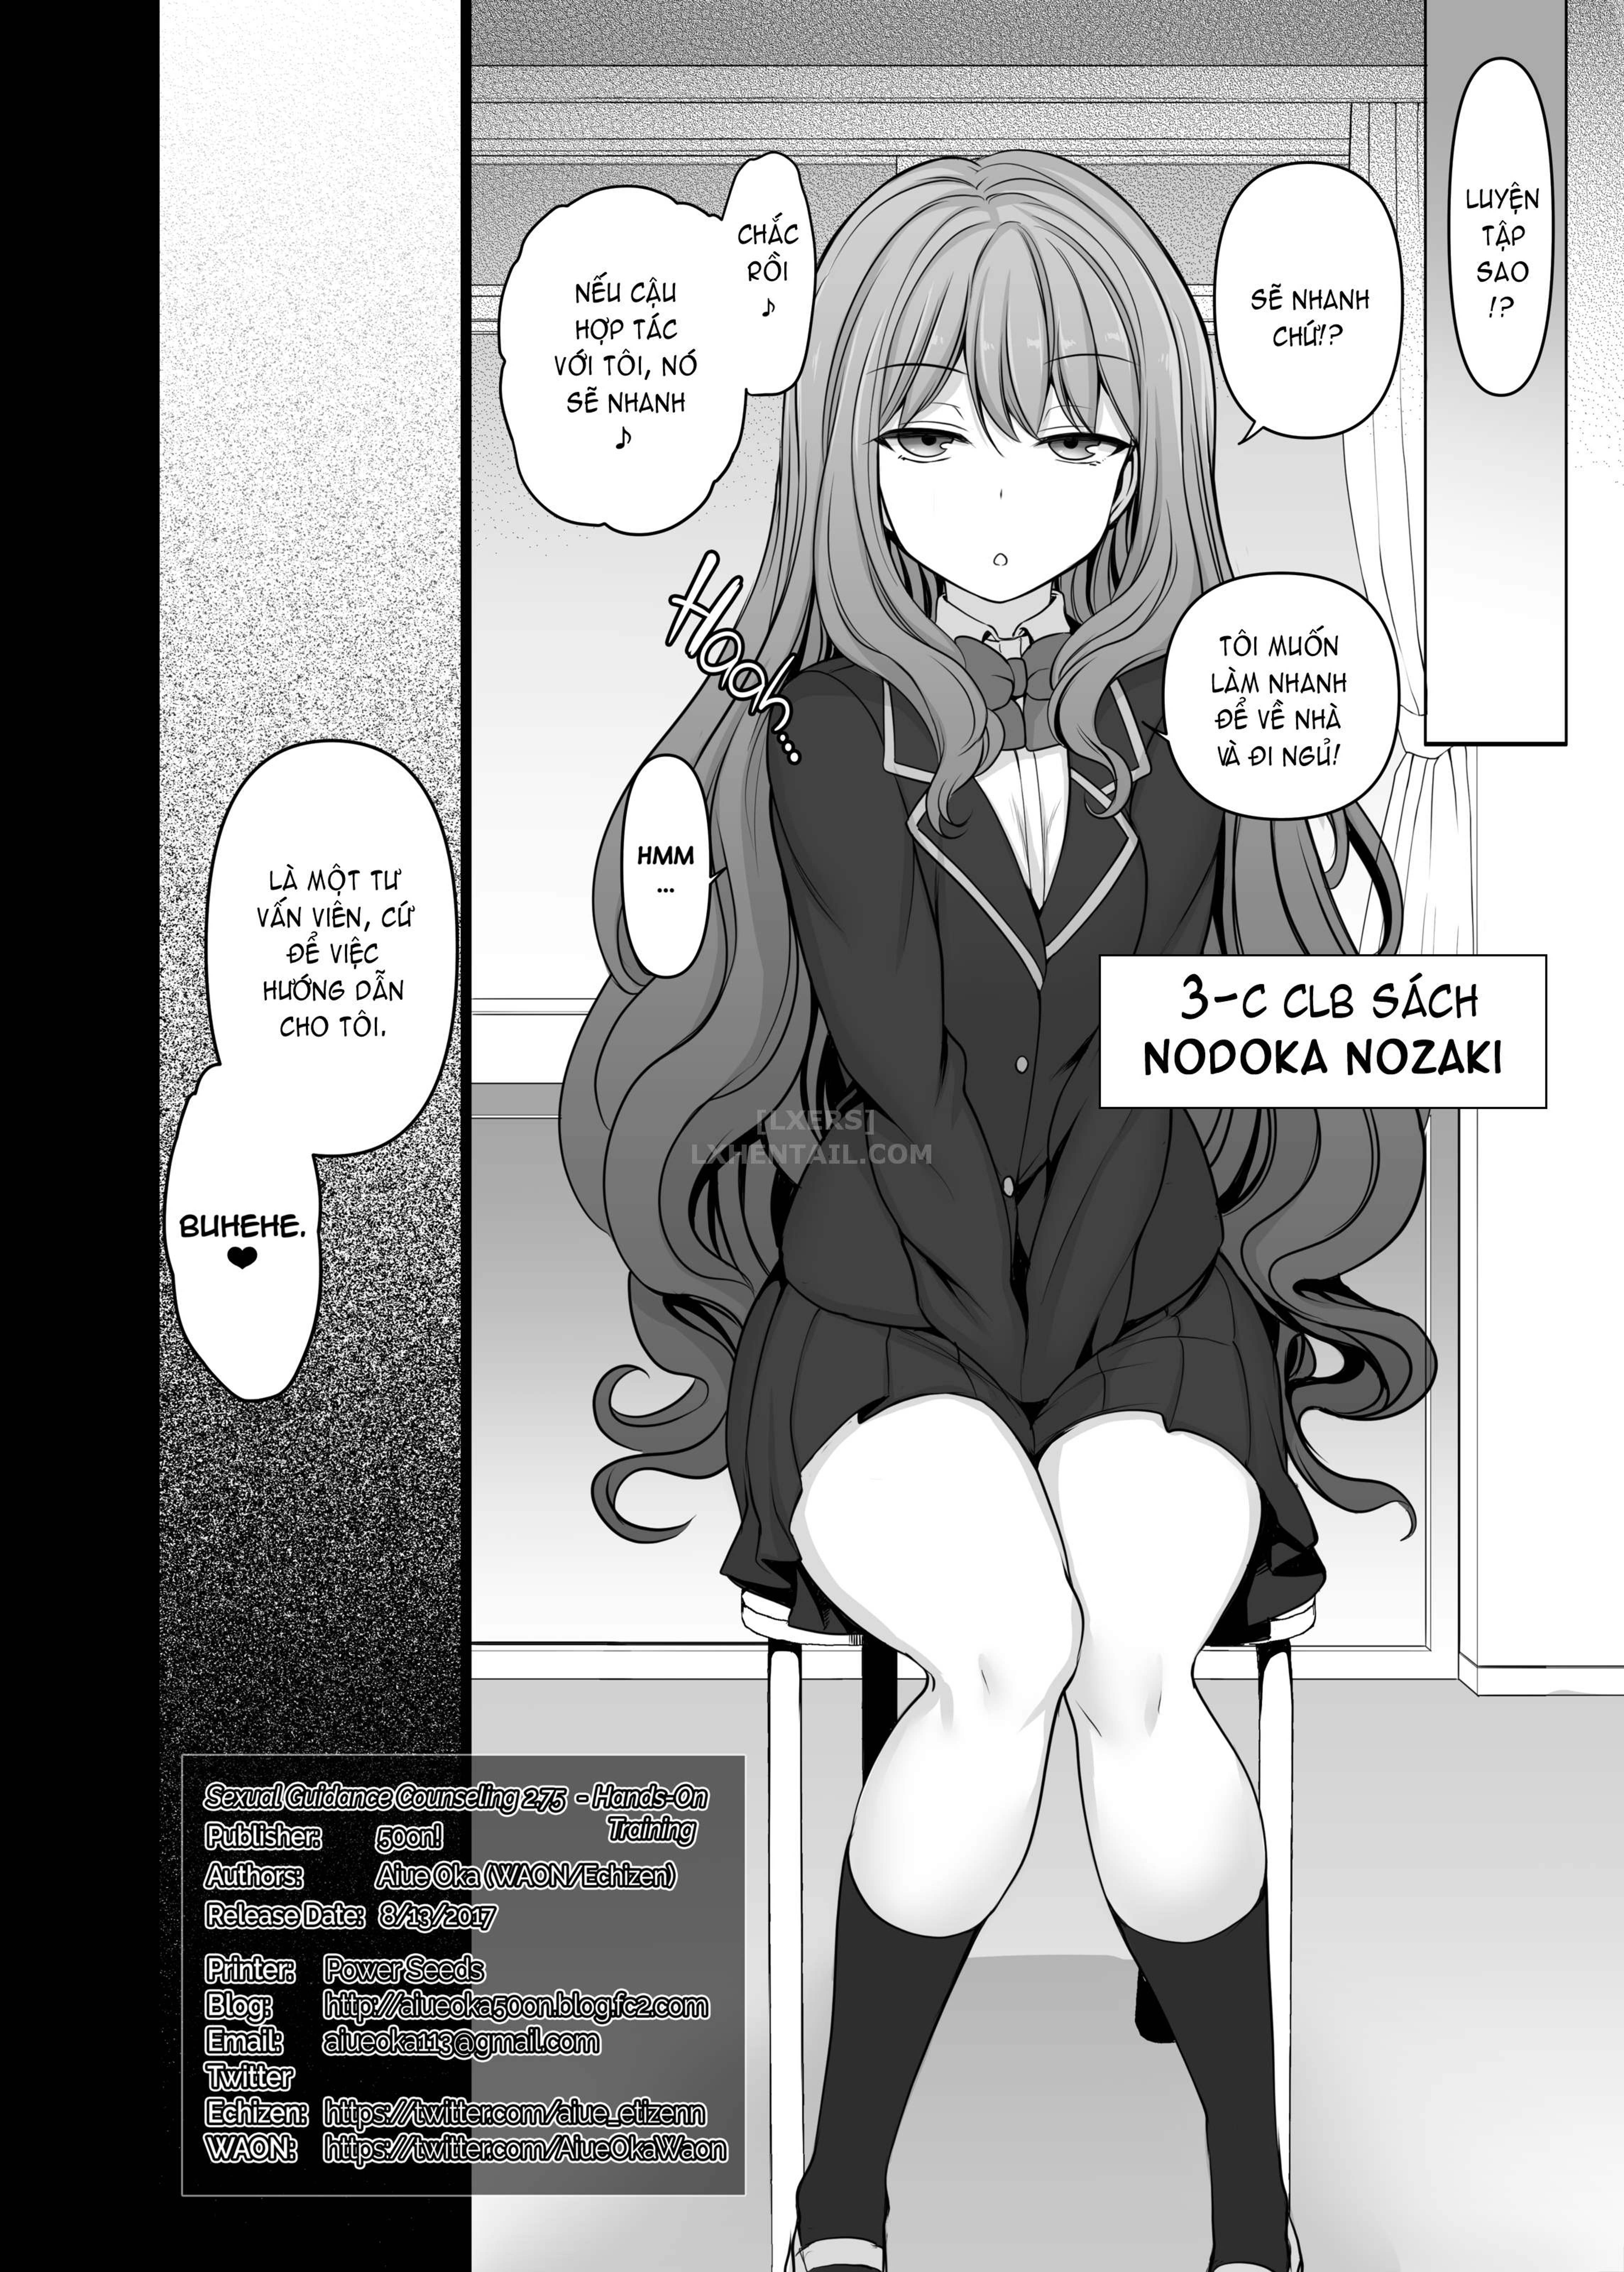 LUYỆN
TẬP
SAO
!?
SẼ NHANH
CHỨ!?
TÔI MUỐN
LÀM NHANH
ĐỂ VỀ NHÀ
VÀ ĐI NGỦ!
CHẮC
RỒI
♪
NẾU CẬU
HỢP TÁC
VỚI TÔI, NÓ
SẼ NHANH
♪
Haah...
HMM
...
3-C CLB SÁCH
NODOKA NOZAKI
LÀ MỘT TƯ
VẤN VIÊN, CỨ
ĐỂ VIỆC
HƯỚNG DẪN
CHO TÔI.
BUHEHE.
♥
[LXERS]
LXHENTAIL.COM
Sexual Guidance Counseling 2.75 - Hands-On
Training
Publisher: 50on!
Authors: Aiue Oka (WAON/Echizen)
Release Date: 8/13/2017
Printer: Power Seeds
Blog: http://aiueoka50on.blog.fc2.com
Email: aiueoka113@gmail.com
Twitter
Echizen: https://twitter.com/aiue_etizenn
WAON: https://twitter.com/AiueOkaWaon